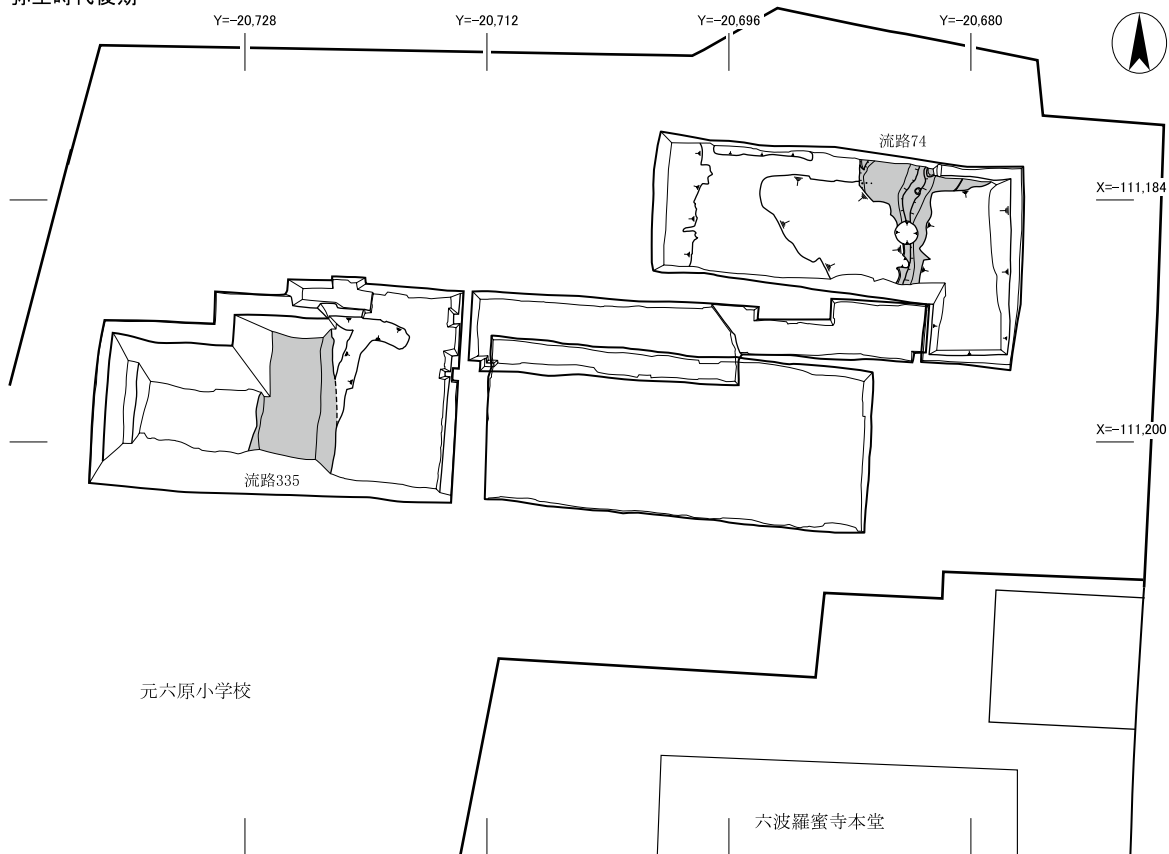 弥生時代後期
Y=-20,728
Y=-20,712
Y=-20,696
Y=-20,680
流路74
X=-111,184
X=-111,200
流路335
元六原小学校
六波羅蜜寺本堂